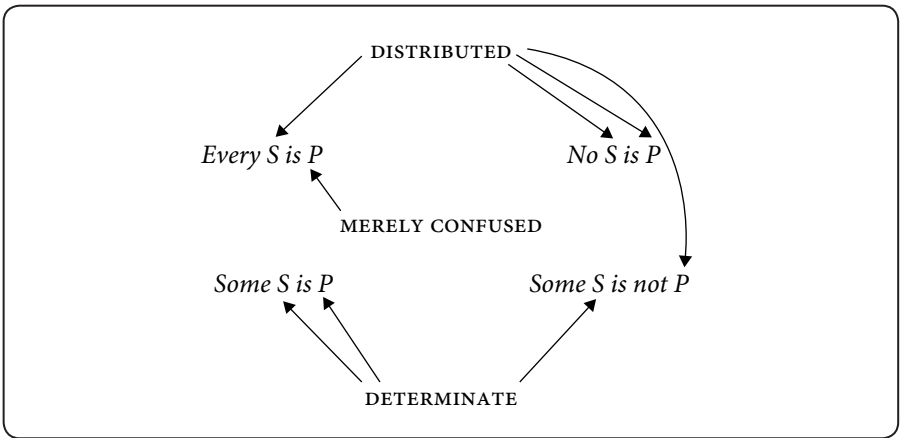 DISTRIBUTED
Every S is P
No S is P
MERELY CONFUSED
Some S is P
Some S is not P
DETERMINATE